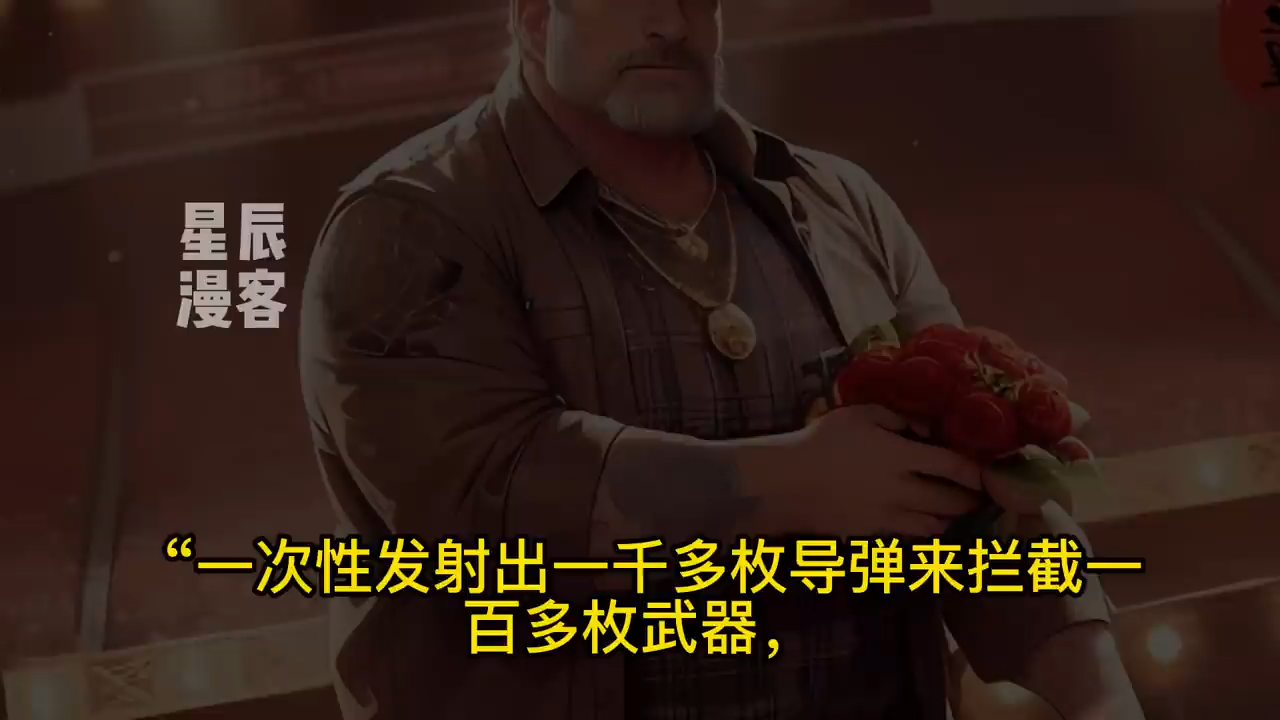 星辰
漫客
“一次性发射出一千多枚导弹来拦截一
百多枚武器，